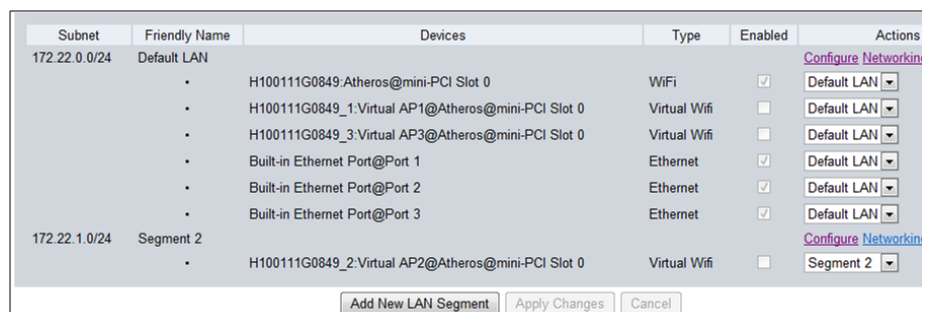 Subnet Friendly Name Devices Type Enabled Actions
172.22.0.0/24 Default LAN Configure Networking
• H100111G0849:Atheros@mini-PCI Slot 0 WiFi Default LAN
• H100111G0849_1:Virtual AP1@Atheros@mini-PCI Slot 0 Virtual Wifi Default LAN
• H100111G0849_3:Virtual AP3@Atheros@mini-PCI Slot 0 Virtual Wifi Default LAN
• Built-in Ethernet Port@Port 1 Ethernet Default LAN
• Built-in Ethernet Port@Port 2 Ethernet Default LAN
• Built-in Ethernet Port@Port 3 Ethernet Default LAN
172.22.1.0/24 Segment 2 Configure Networking
• H100111G0849_2:Virtual AP2@Atheros@mini-PCI Slot 0 Virtual Wifi Segment 2
Add New LAN Segment Apply Changes Cancel